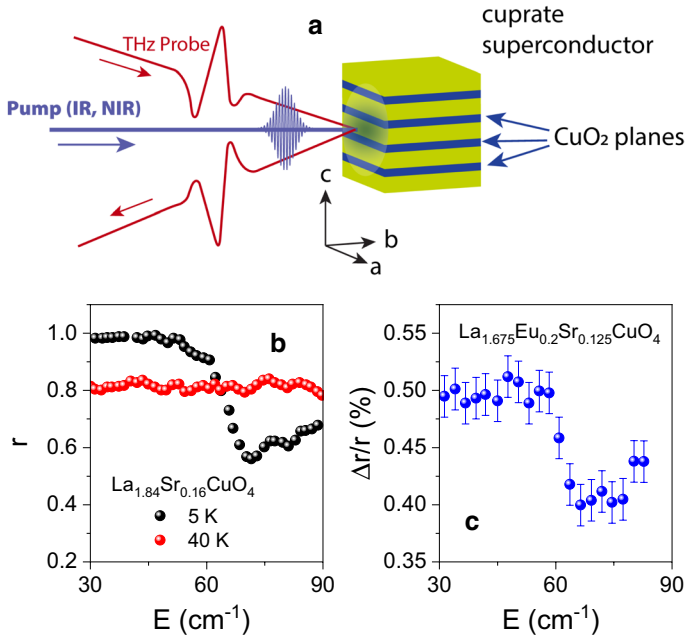 a
cuprate
superconductor
THz Probe
Pump (IR, NIR)
CuO₂ planes
c
b
a
b
1.0
0.8
0.6
0.4
0.2
r
La₁.₈₄Sr₀.₁₆CuO₄
5 K
40 K
30 60 90
E (cm⁻¹)
La₁.₆₇₅Eu₀.₂Sr₀.₁₂₅CuO₄
0.55
0.50
0.45
0.40
0.35
Δr/r (%)
c
30 60 90
E (cm⁻¹)